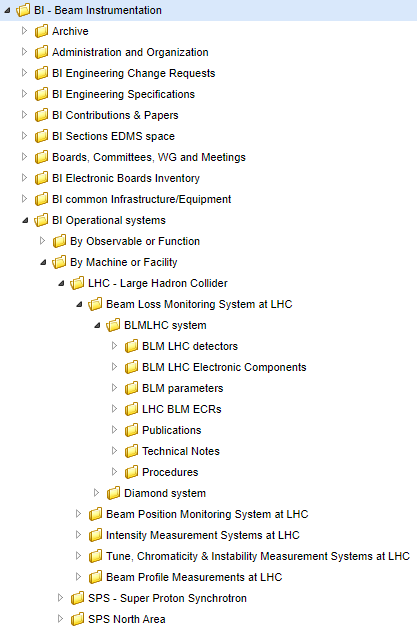 BI - Beam Instrumentation
Archive
Administration and Organization
BI Engineering Change Requests
BI Engineering Specifications
BI Contributions & Papers
BI Sections EDMS space
Boards, Committees, WG and Meetings
BI Electronic Boards Inventory
BI common Infrastructure/Equipment
BI Operational systems
By Observable or Function
By Machine or Facility
LHC - Large Hadron Collider
Beam Loss Monitoring System at LHC
BLMLHC system
BLM LHC detectors
BLM LHC Electronic Components
BLM parameters
LHC BLM ECRs
Publications
Technical Notes
Procedures
Diamond system
Beam Position Monitoring System at LHC
Intensity Measurement Systems at LHC
Tune, Chromaticity & Instability Measurement Systems at LHC
Beam Profile Measurements at LHC
SPS - Super Proton Synchrotron
SPS North Area